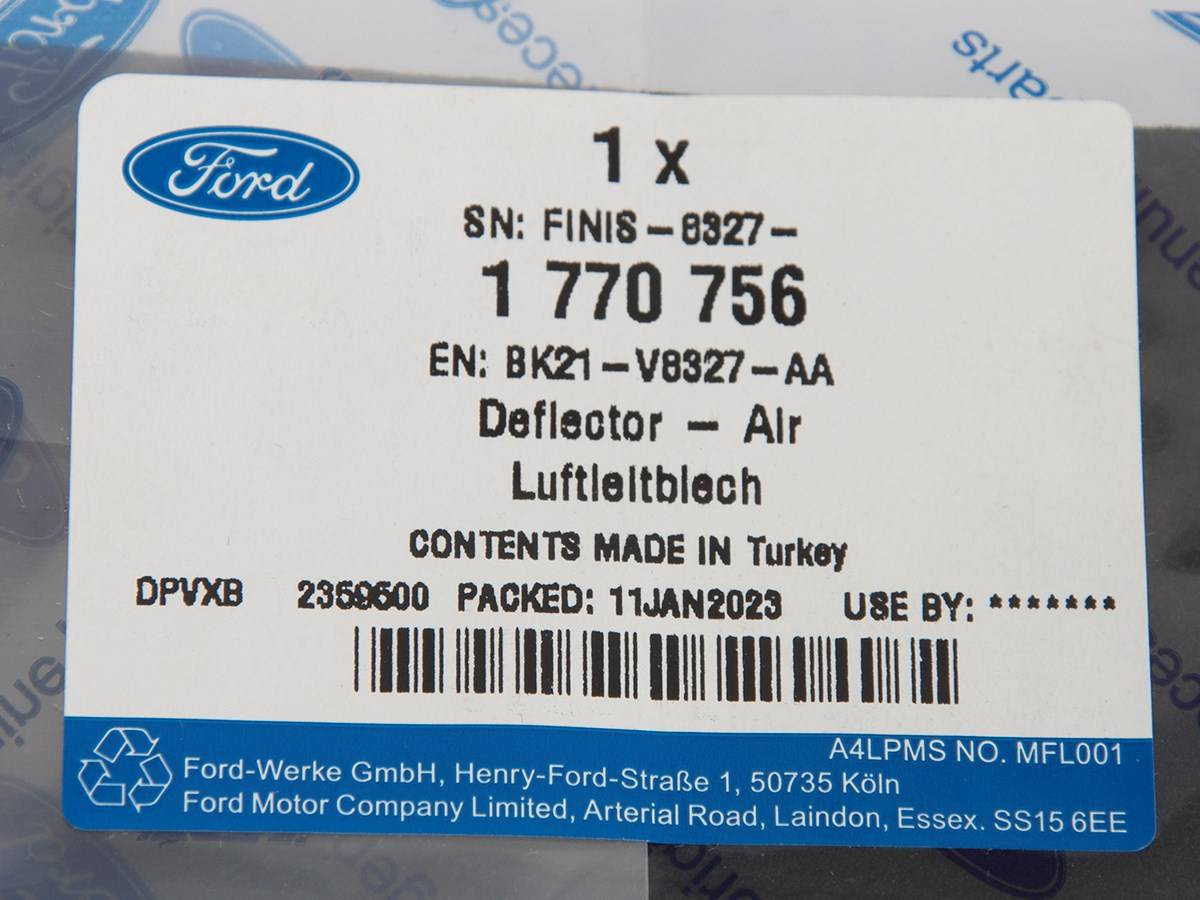 Ford
1 x
SN: FINIS-8327-
1 770 756
EN: BK21-V8327-AA
Deflector - Air
Luftleitblech
CONTENTS MADE IN Turkey
DPVXB 2359500 PACKED: 11JAN2023 USE BY: *******
A4LPMS NO. MFL001
Ford-Werke GmbH, Henry-Ford-Straße 1, 50735 Köln
Ford Motor Company Limited, Arterial Road, Laindon, Essex. SS15 6EE